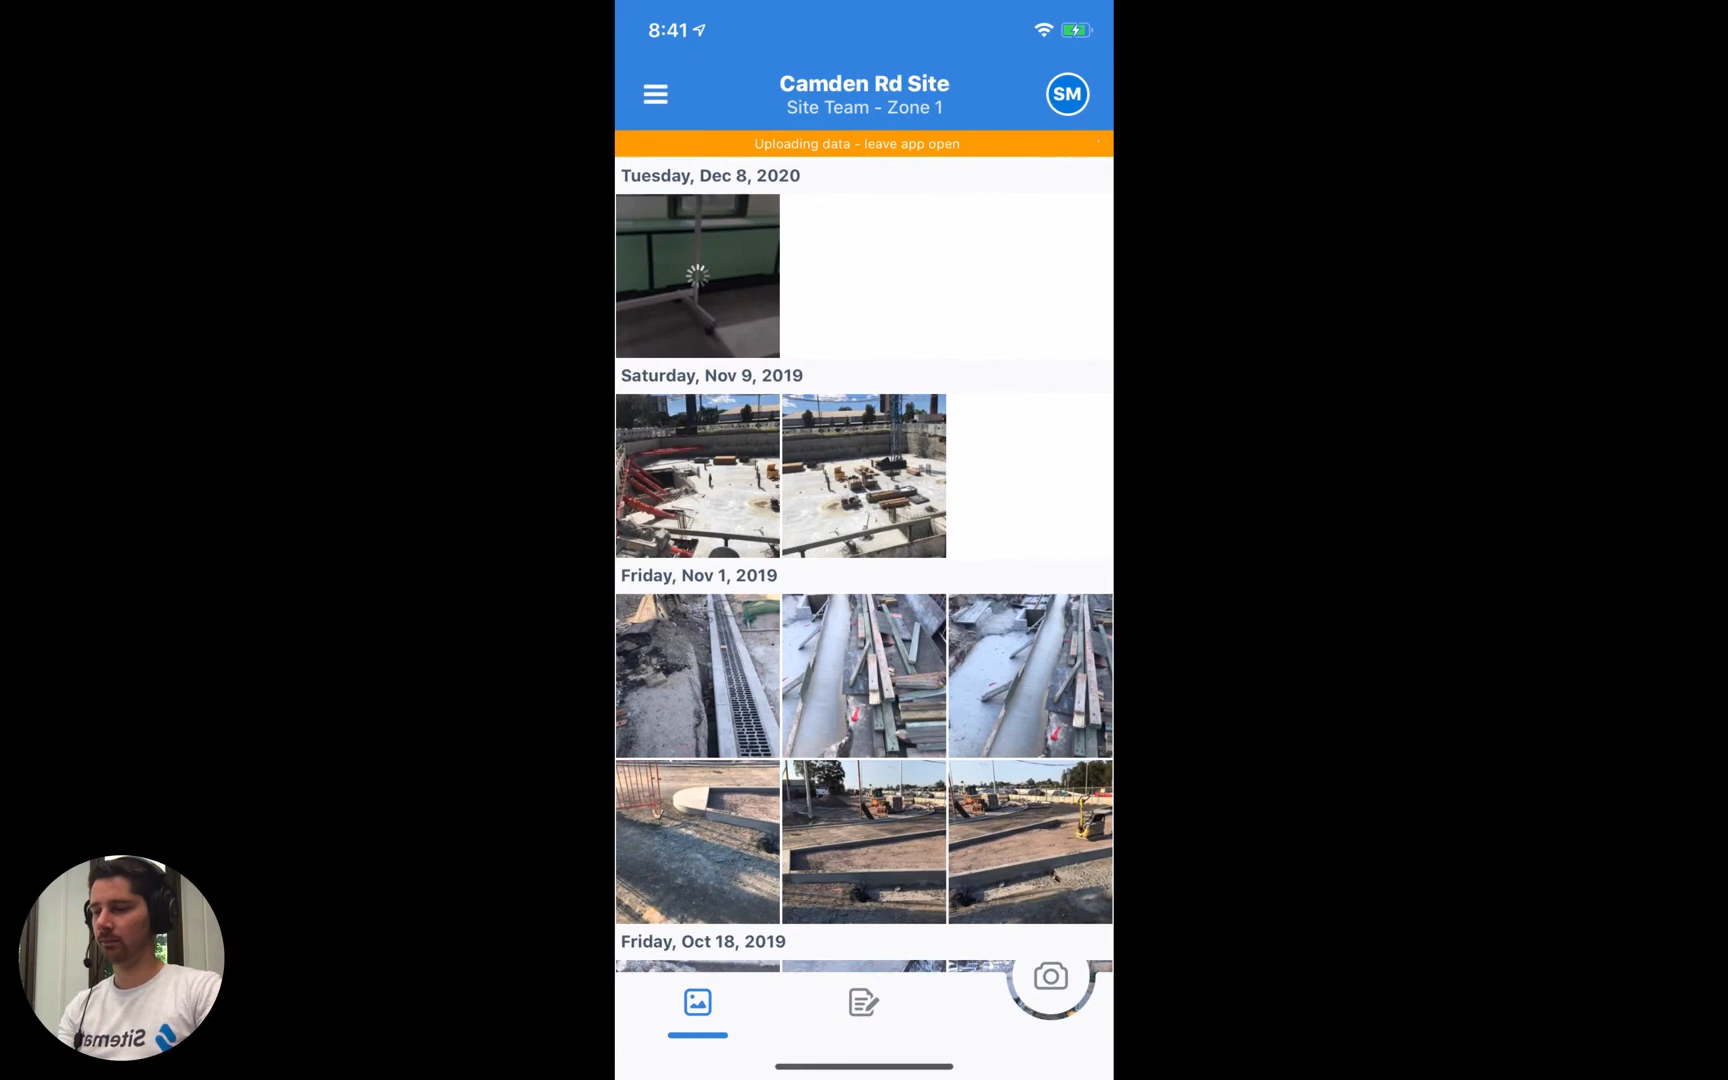 8:41
Camden Rd Site
Site Team - Zone 1
SM
Uploading data - leave app open
Tuesday, Dec 8, 2020
Saturday, Nov 9, 2019
Friday, Nov 1, 2019
Friday, Oct 18, 2019
Sitemat